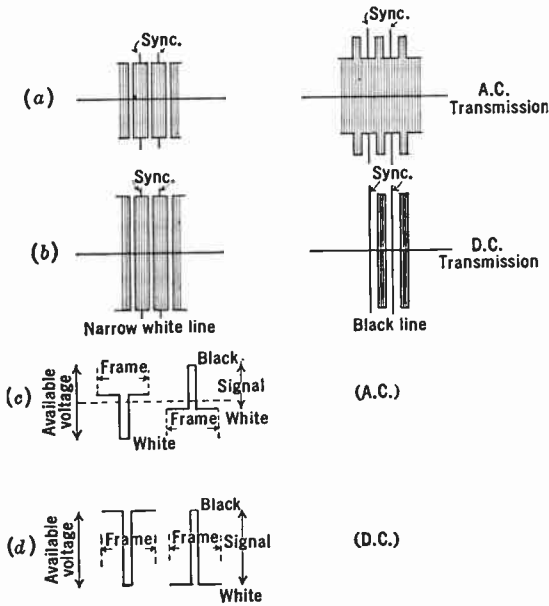 Sync.
Sync.
(a)
A.C.
Transmission
Sync.
Sync.
(b)
D.C.
Transmission
Narrow white line
Black line
Available
voltage
(c)
Frame
White
Black
Signal
White
Frame
(A.C.)
Available
voltage
(d)
Frame
Black
Frame
Signal
White
(D.C.)